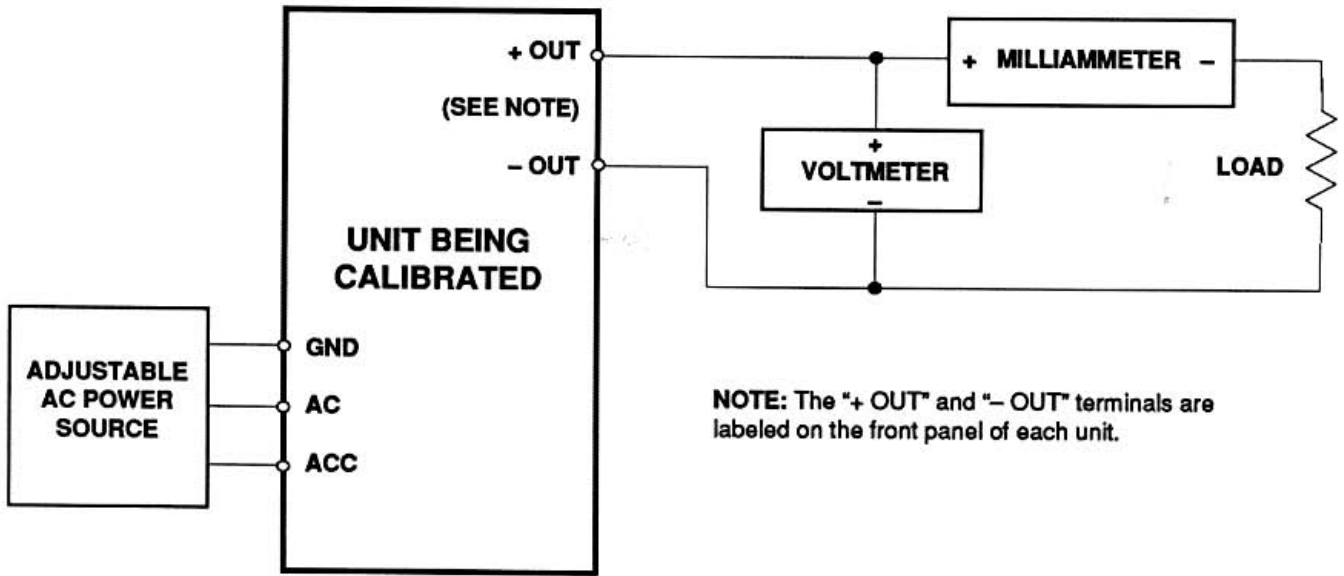 + OUT
(SEE NOTE)
– OUT
UNIT BEING
CALIBRATED
GND
AC
ACC
ADJUSTABLE
AC POWER
SOURCE
+ MILLIAMMETER –
+
VOLTMETER
–
LOAD
NOTE: The "+ OUT" and "– OUT" terminals are
labeled on the front panel of each unit.